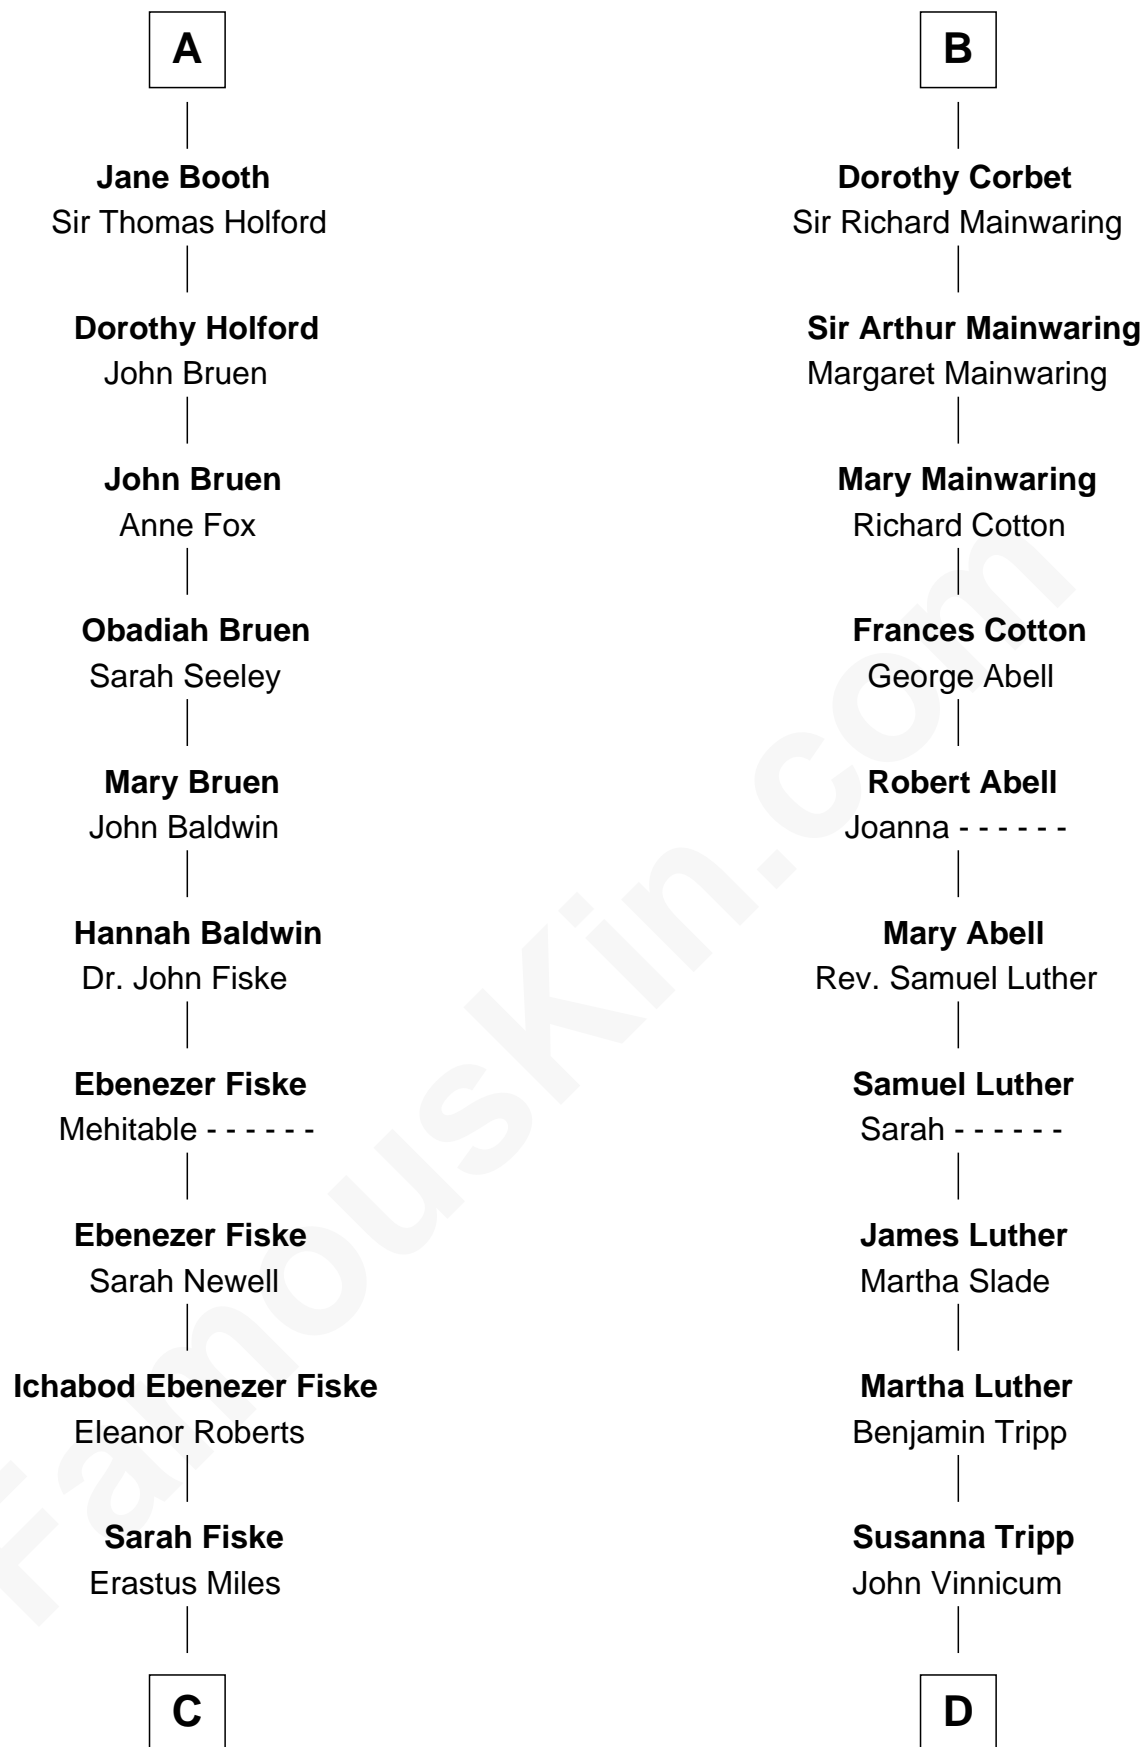 A
Jane Booth
Sir Thomas Holford
Dorothy Holford
John Bruen
John Bruen
Anne Fox
Obadiah Bruen
Sarah Seeley
Mary Bruen
John Baldwin
Hannah Baldwin
Dr. John Fiske
Ebenezer Fiske
Mehitable - - - - - -
Ebenezer Fiske
Sarah Newell
Ichabod Ebenezer Fiske
Eleanor Roberts
Sarah Fiske
Erastus Miles
C
B
Dorothy Corbet
Sir Richard Mainwaring
Sir Arthur Mainwaring
Margaret Mainwaring
Mary Mainwaring
Richard Cotton
Frances Cotton
George Abell
Robert Abell
Joanna - - - - - -
Mary Abell
Rev. Samuel Luther
Samuel Luther
Sarah - - - - - -
James Luther
Martha Slade
Martha Luther
Benjamin Tripp
Susanna Tripp
John Vinnicum
D
FamousKin.com